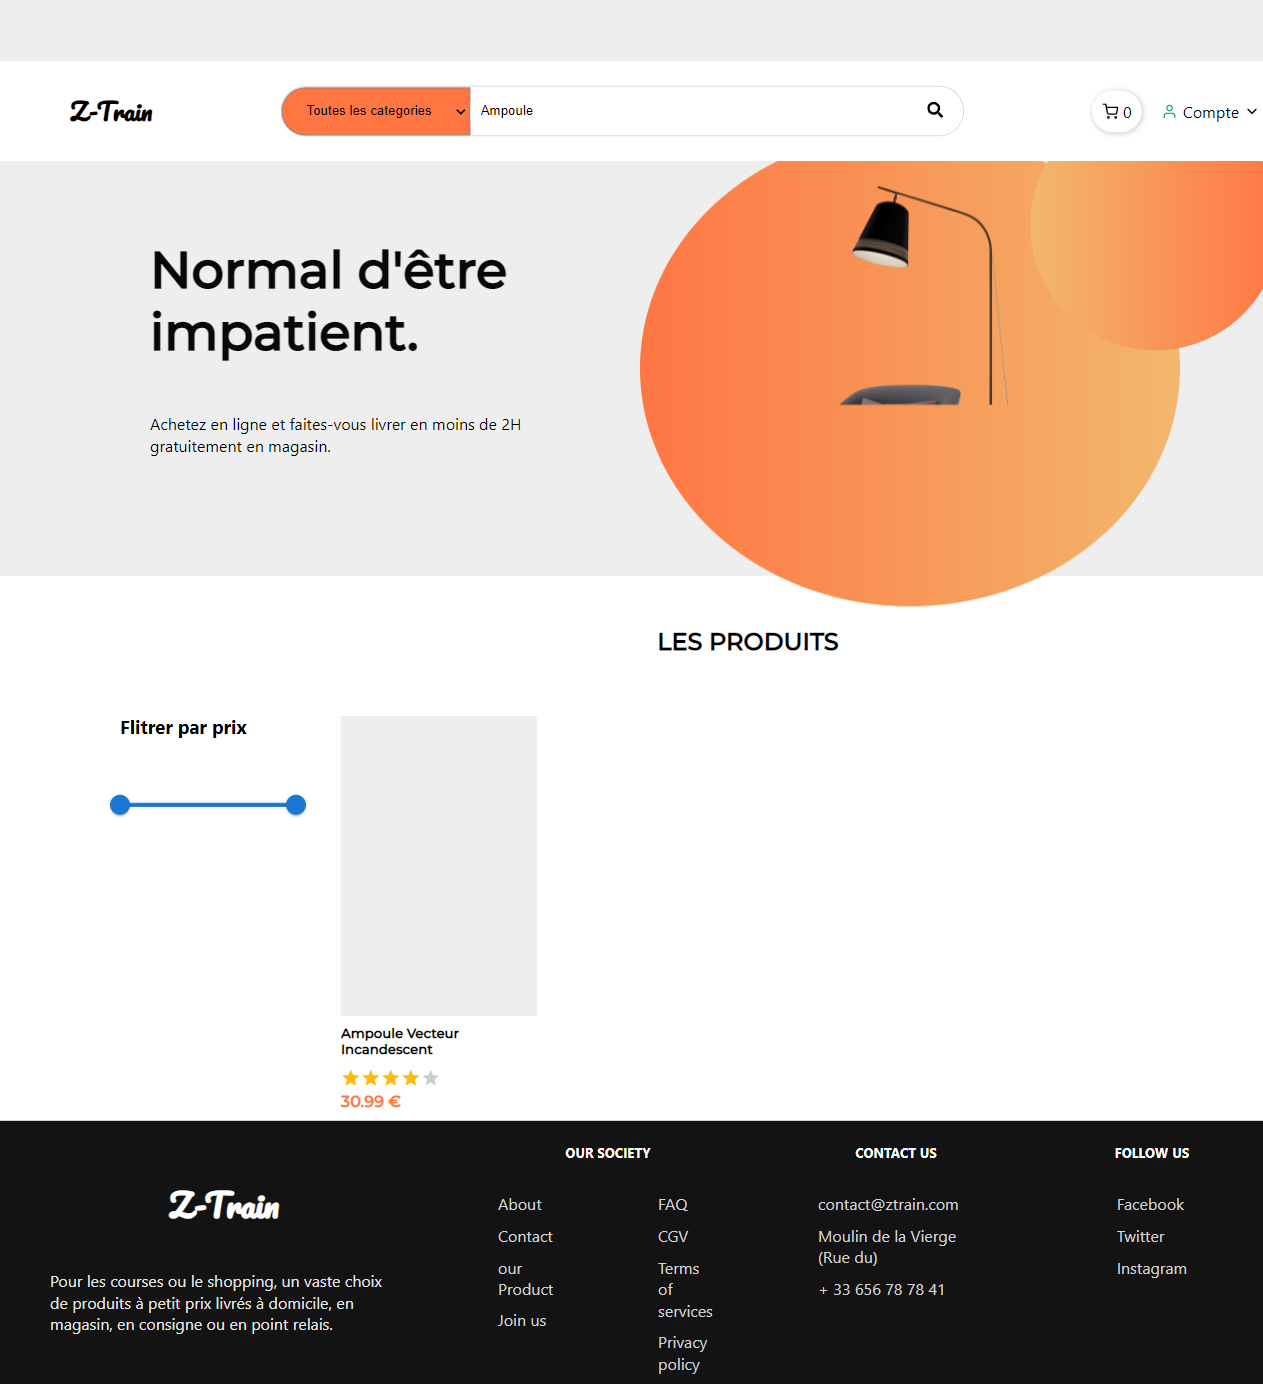 Z-Train
Toutes les categories
Ampoule
0
Compte
Normal d'être
impatient.
Achetez en ligne et faites-vous livrer en moins de 2H
gratuitement en magasin.
LES PRODUITS
Flitrer par prix
Ampoule Vecteur
Incandescent
30.99 €
Z-Train
Pour les courses ou le shopping, un vaste choix
de produits à petit prix livrés à domicile, en
magasin, en consigne ou en point relais.
OUR SOCIETY
About
Contact
our
Product
Join us
FAQ
CGV
Terms
of
services
Privacy
policy
CONTACT US
contact@ztrain.com
Moulin de la Vierge
(Rue du)
+ 33 656 78 78 41
FOLLOW US
Facebook
Twitter
Instagram